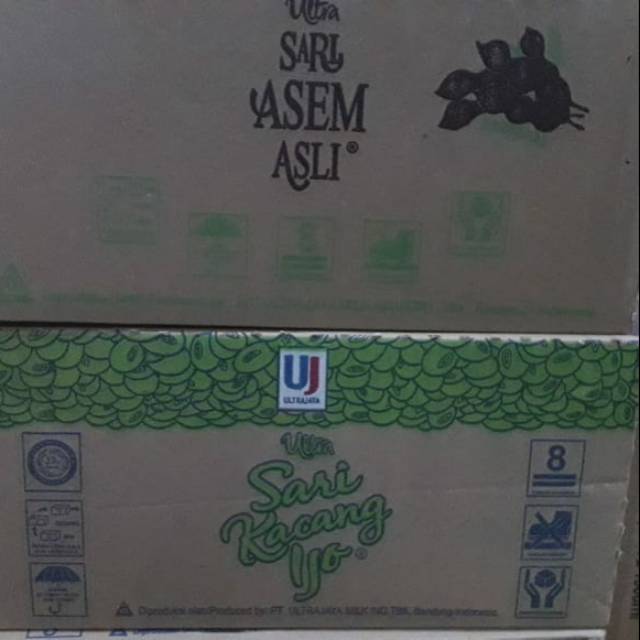 Ultra
SARI
ASEM
ASLI®
UJ
ULTRAJAYA
Ultra
Sari
Kacang
Ijo®
8
Diproduksi oleh/Produced by: PT. ULTRAJAYA MILK IND. TBK, Bandung-Indonesia